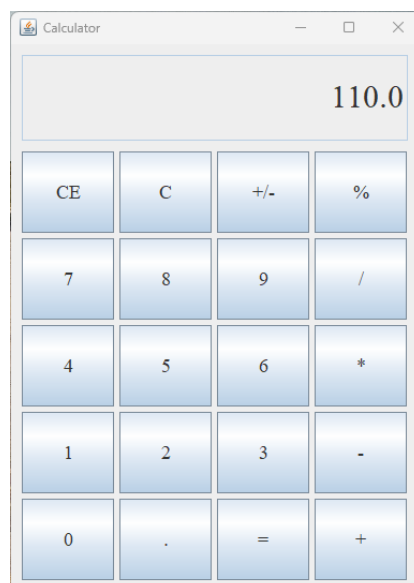 Calculator
110.0
CE C +/- %
7 8 9 /
4 5 6 *
1 2 3 -
0 . = +